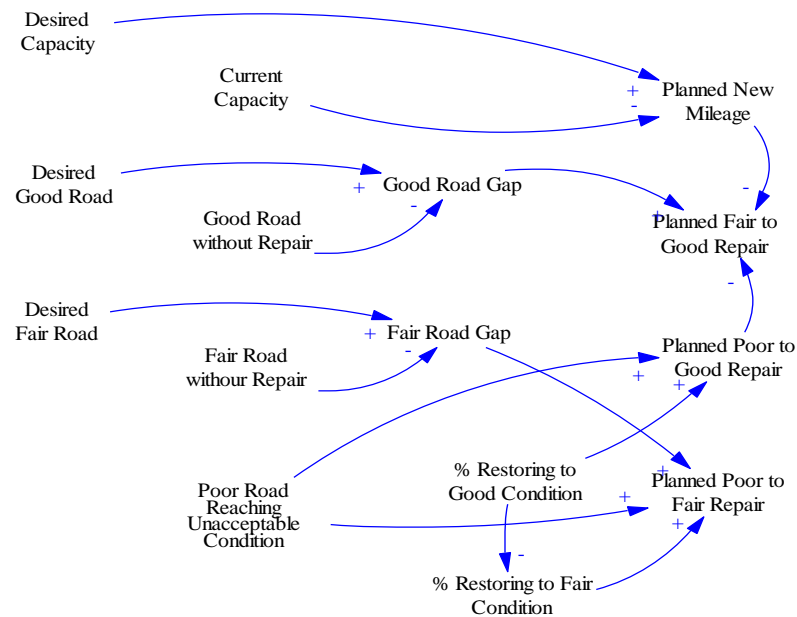 Desired
Capacity
Current
Capacity
Planned New
Mileage
+
-
Desired
Good Road
Good Road Gap
+
-
Good Road
without Repair
Planned Fair to
Good Repair
-
+
-
Desired
Fair Road
Fair Road Gap
+
-
Fair Road
withour Repair
Planned Poor to
Good Repair
+
+
% Restoring to
Good Condition
Poor Road
Reaching
Unacceptable
Condition
Planned Poor to
Fair Repair
+
+
+
-
% Restoring to Fair
Condition